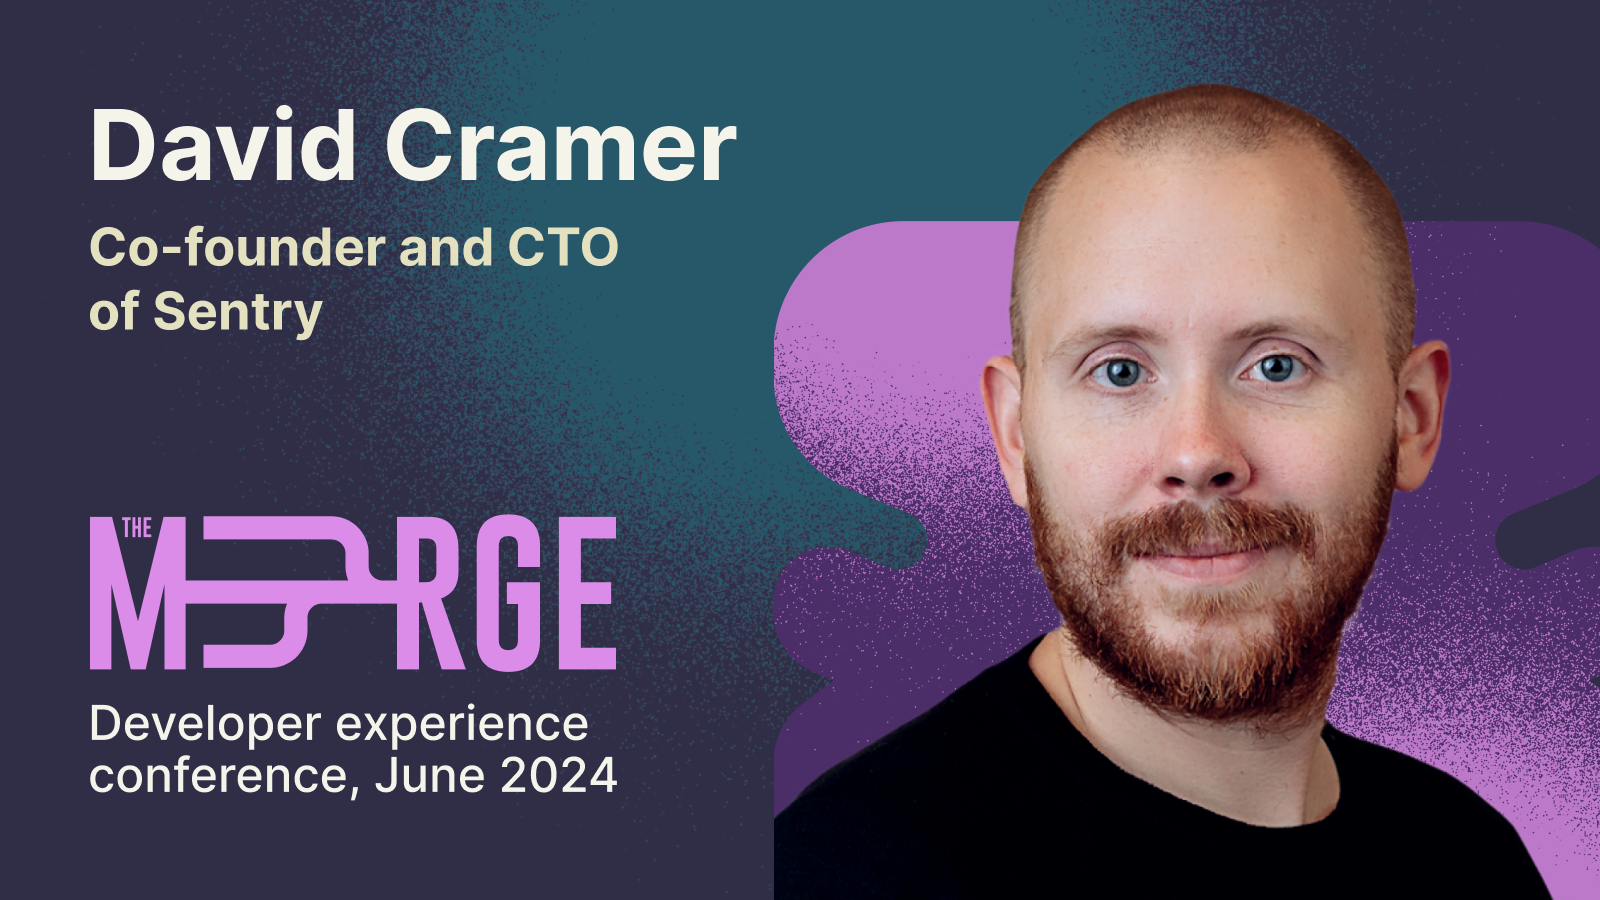 David Cramer
Co-founder and CTO
of Sentry
THE
MERGE
Developer experience
conference, June 2024